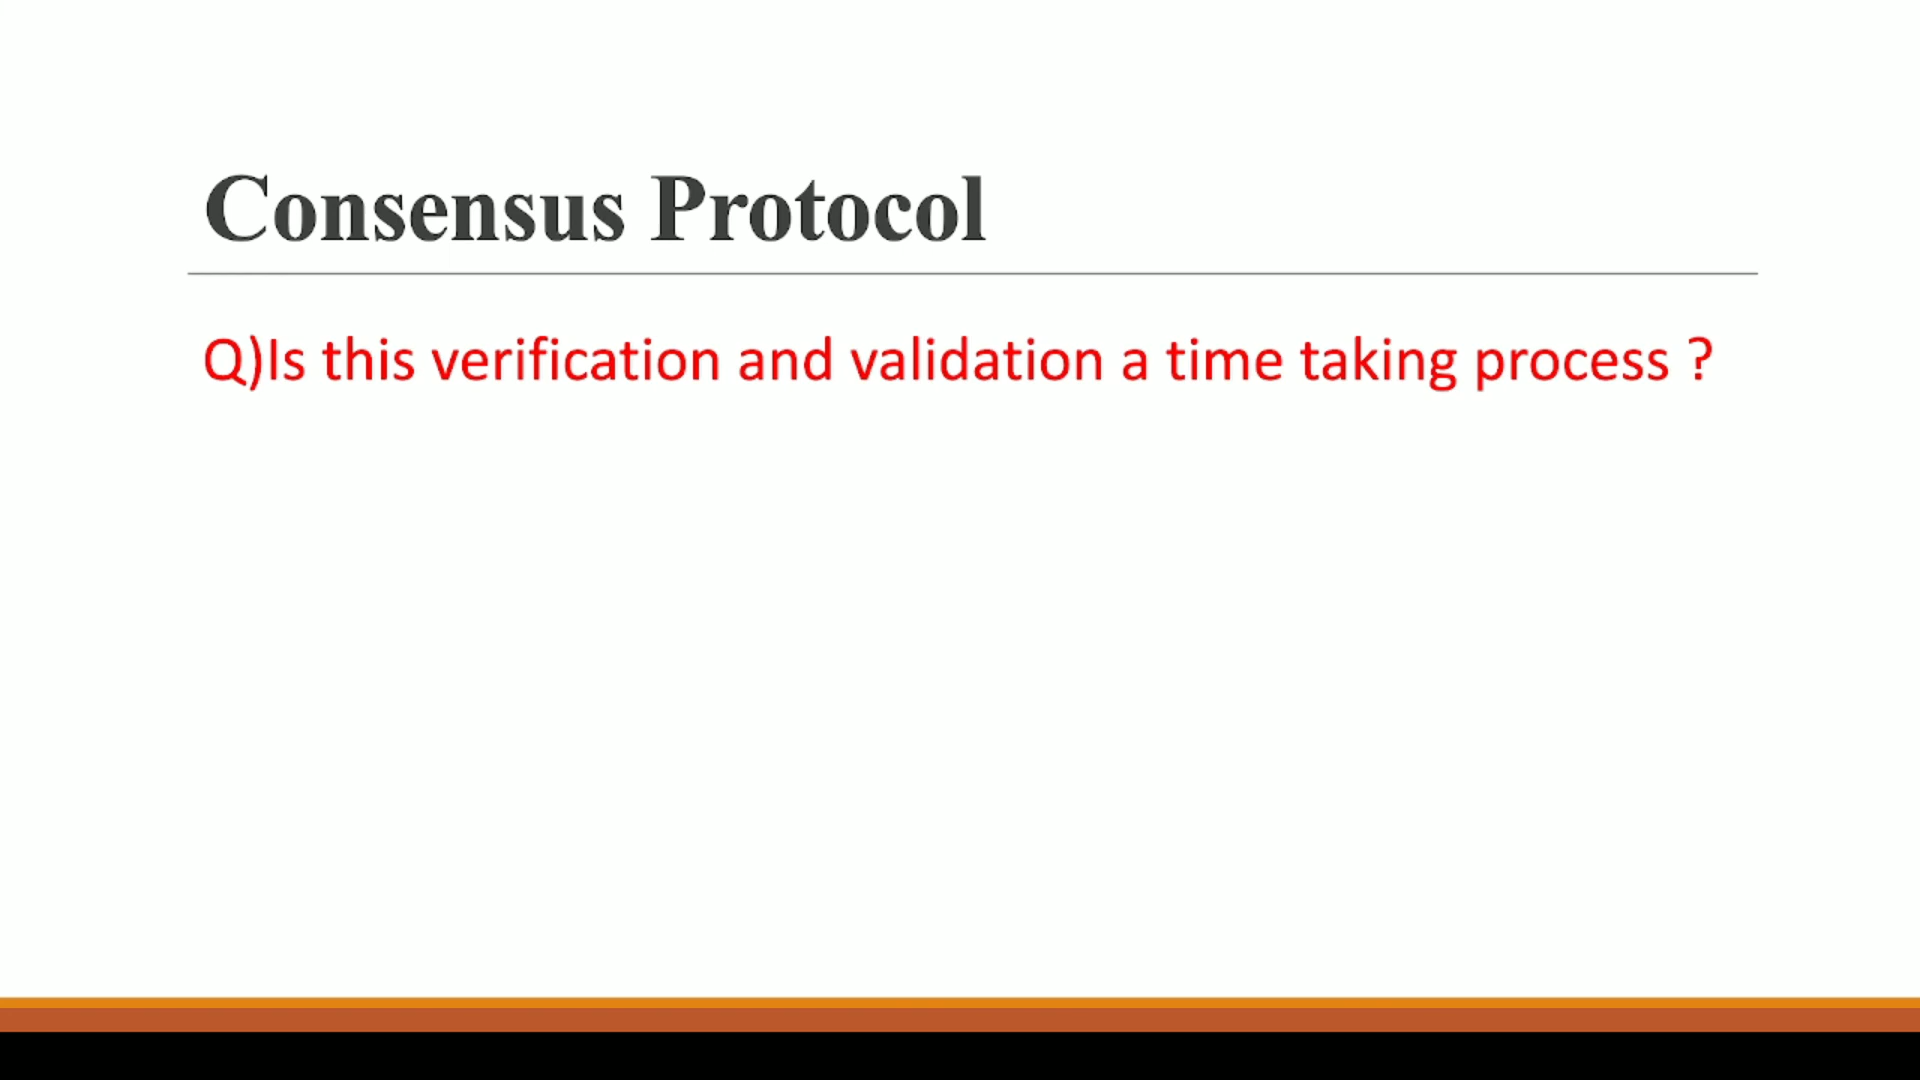 Consensus Protocol
Q)Is this verification and validation a time taking process ?